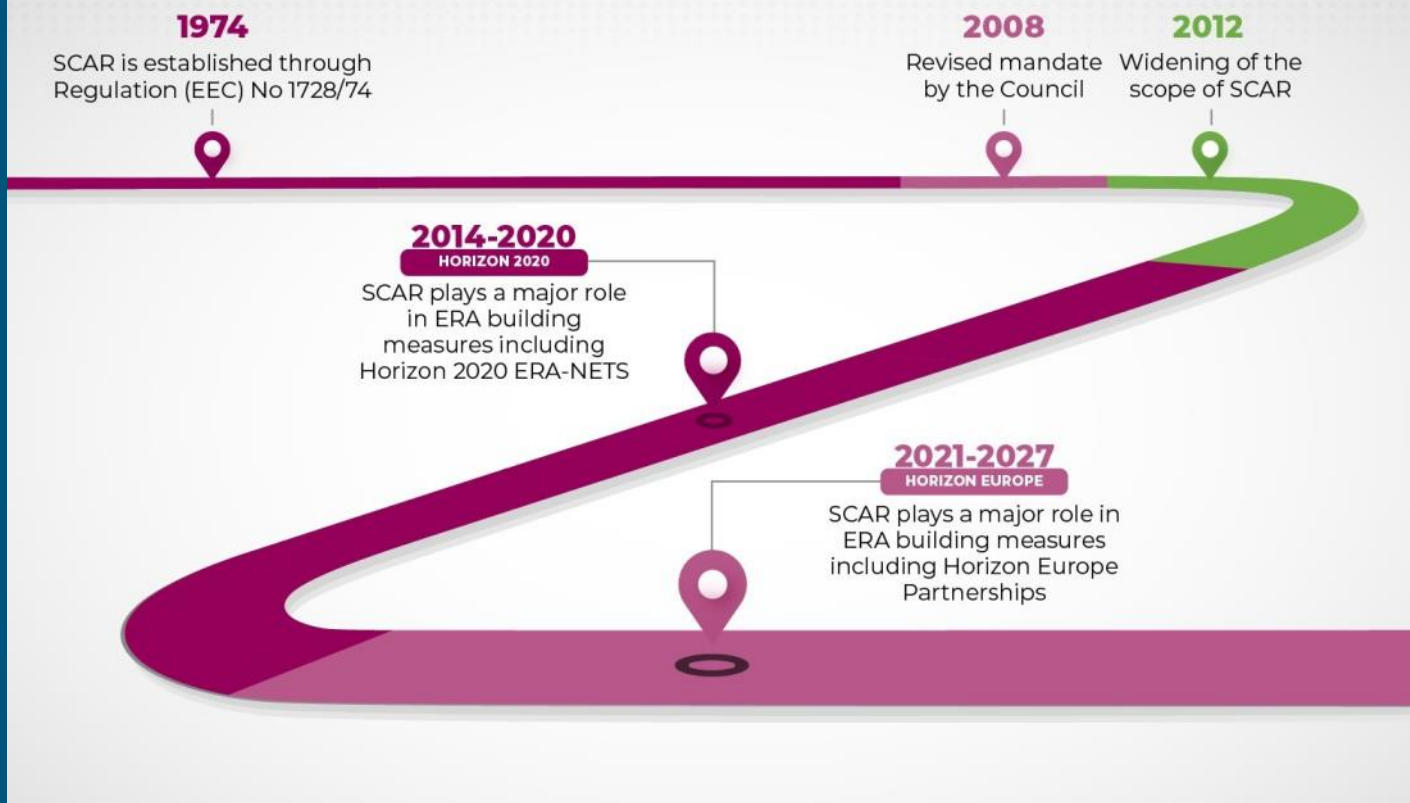 1974
SCAR is established through
Regulation (EEC) No 1728/74
2008
Revised mandate
by the Council
2012
Widening of the
scope of SCAR
2014-2020
HORIZON 2020
SCAR plays a major role
in ERA building
measures including
Horizon 2020 ERA-NETS
2021-2027
HORIZON EUROPE
SCAR plays a major role in
ERA building measures
including Horizon Europe
Partnerships